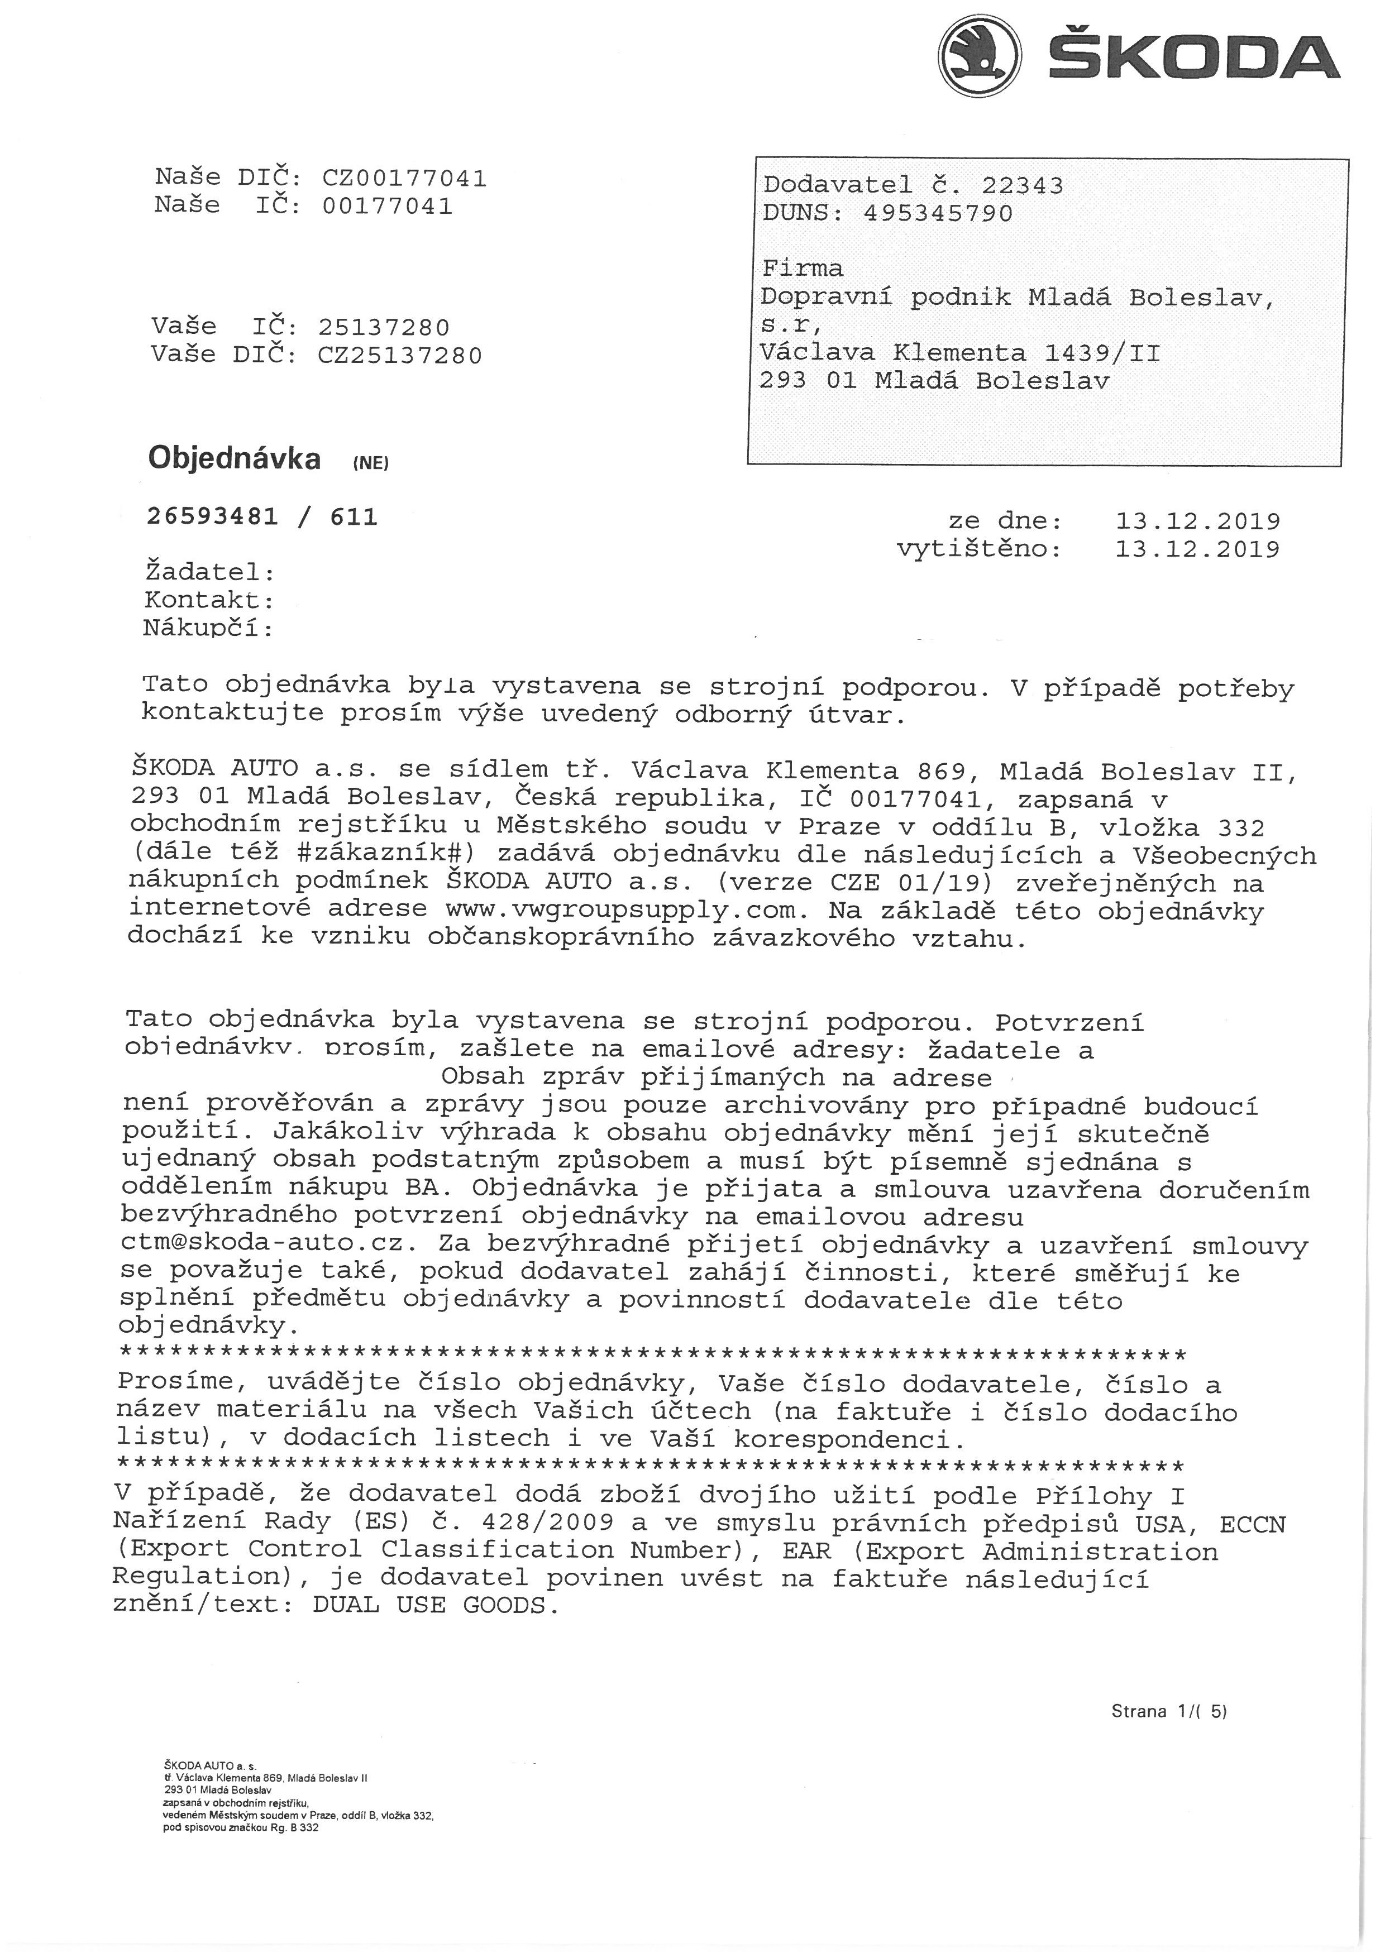 ŠKODA
Naše DIČ: CZ00177041
Naše  IČ: 00177041
Dodavatel č. 22343
DUNS: 495345790
Firma
Dopravní podnik Mladá Boleslav,
s.r,
Václava Klementa 1439/II
293 01 Mladá Boleslav
Vaše  IČ: 25137280
Vaše DIČ: CZ25137280
Objednávka (NE)
26593481 / 611
ze dne: 13.12.2019
vytištěno: 13.12.2019
Žadatel:
Kontakt:
Nákupčí:
Tato objednávka byla vystavena se strojní podporou. V případě potřeby
kontaktujte prosím výše uvedený odborný útvar.
ŠKODA AUTO a.s. se sídlem tř. Václava Klementa 869, Mladá Boleslav II,
293 01 Mladá Boleslav, Česká republika, IČ 00177041, zapsaná v
obchodním rejstříku u Městského soudu v Praze v oddílu B, vložka 332
(dále též #zákazník#) zadává objednávku dle následujících a Všeobecných
nákupních podmínek ŠKODA AUTO a.s. (verze CZE 01/19) zveřejněných na
internetové adrese www.vwgroupsupply.com. Na základě této objednávky
dochází ke vzniku občanskoprávního závazkového vztahu.
Tato objednávka byla vystavena se strojní podporou. Potvrzení
objednávky, prosím, zašlete na emailové adresy: žadatele a
Obsah zpráv přijímaných na adrese
není prověřován a zprávy jsou pouze archivovány pro případné budoucí
použití. Jakákoliv výhrada k obsahu objednávky mění její skutečně
ujednaný obsah podstatným způsobem a musí být písemně sjednána s
oddělením nákupu BA. Objednávka je přijata a smlouva uzavřena doručením
bezvýhradného potvrzení objednávky na emailovou adresu
ctm@skoda-auto.cz. Za bezvýhradné přijetí objednávky a uzavření smlouvy
se považuje také, pokud dodavatel zahájí činnosti, které směřují ke
splnění předmětu objednávky a povinností dodavatele dle této
objednávky.
****************************************************************
Prosíme, uvádějte číslo objednávky, Vaše číslo dodavatele, číslo a
název materiálu na všech Vašich účtech (na faktuře i číslo dodacího
listu), v dodacích listech i ve Vaší korespondenci.
****************************************************************
V případě, že dodavatel dodá zboží dvojího užití podle Přílohy I
Nařízení Rady (ES) č. 428/2009 a ve smyslu právních předpisů USA, ECCN
(Export Control Classification Number), EAR (Export Administration
Regulation), je dodavatel povinen uvést na faktuře následující
znění/text: DUAL USE GOODS.
Strana 1/( 5)
ŠKODA AUTO a. s.
tř. Václava Klementa 869, Mladá Boleslav II
293 01 Mladá Boleslav
zapsaná v obchodním rejstříku,
vedeném Městským soudem v Praze, oddíl B, vložka 332,
pod spisovou značkou Rg. B 332